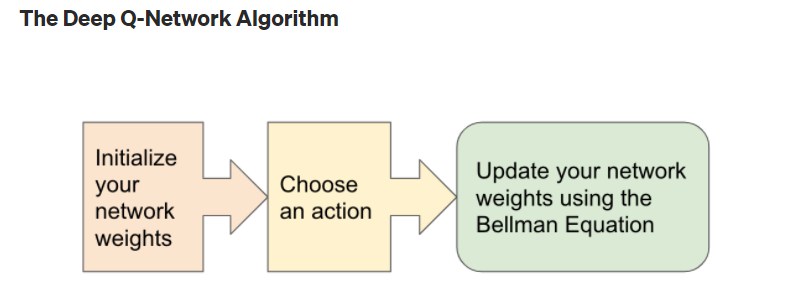 The Deep Q-Network Algorithm
Initialize
your
network
weights
Choose
an action
Update your network
weights using the
Bellman Equation